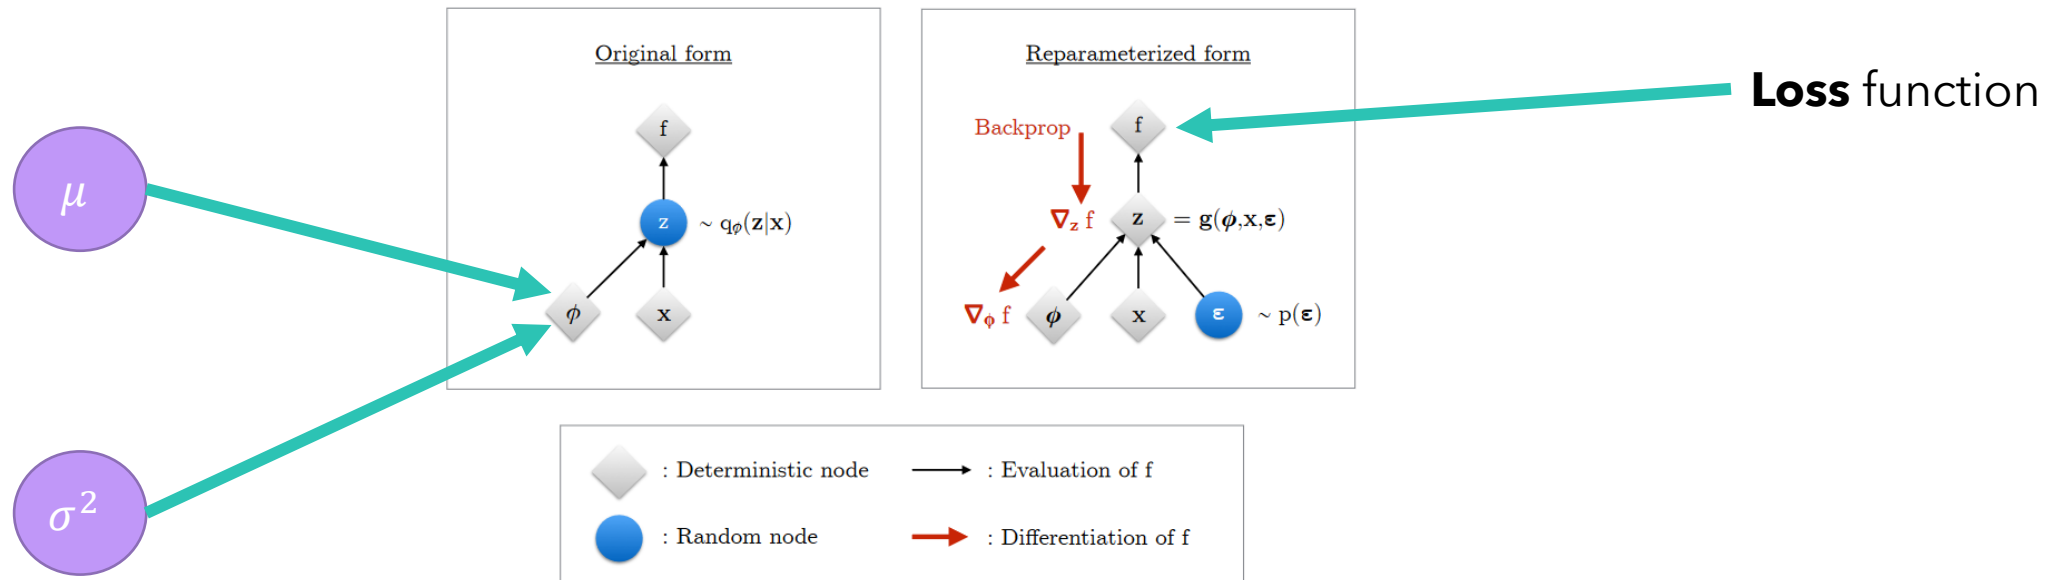 Original form
f
z ~ qϕ(z|x)
ϕ
x
Reparameterized form
Backprop
f
∇z f
z = g(ϕ,x,ε)
∇ϕ f
ϕ
x
ε ~ p(ε)
Loss function
μ
σ²
: Deterministic node
: Evaluation of f
: Random node
: Differentiation of f